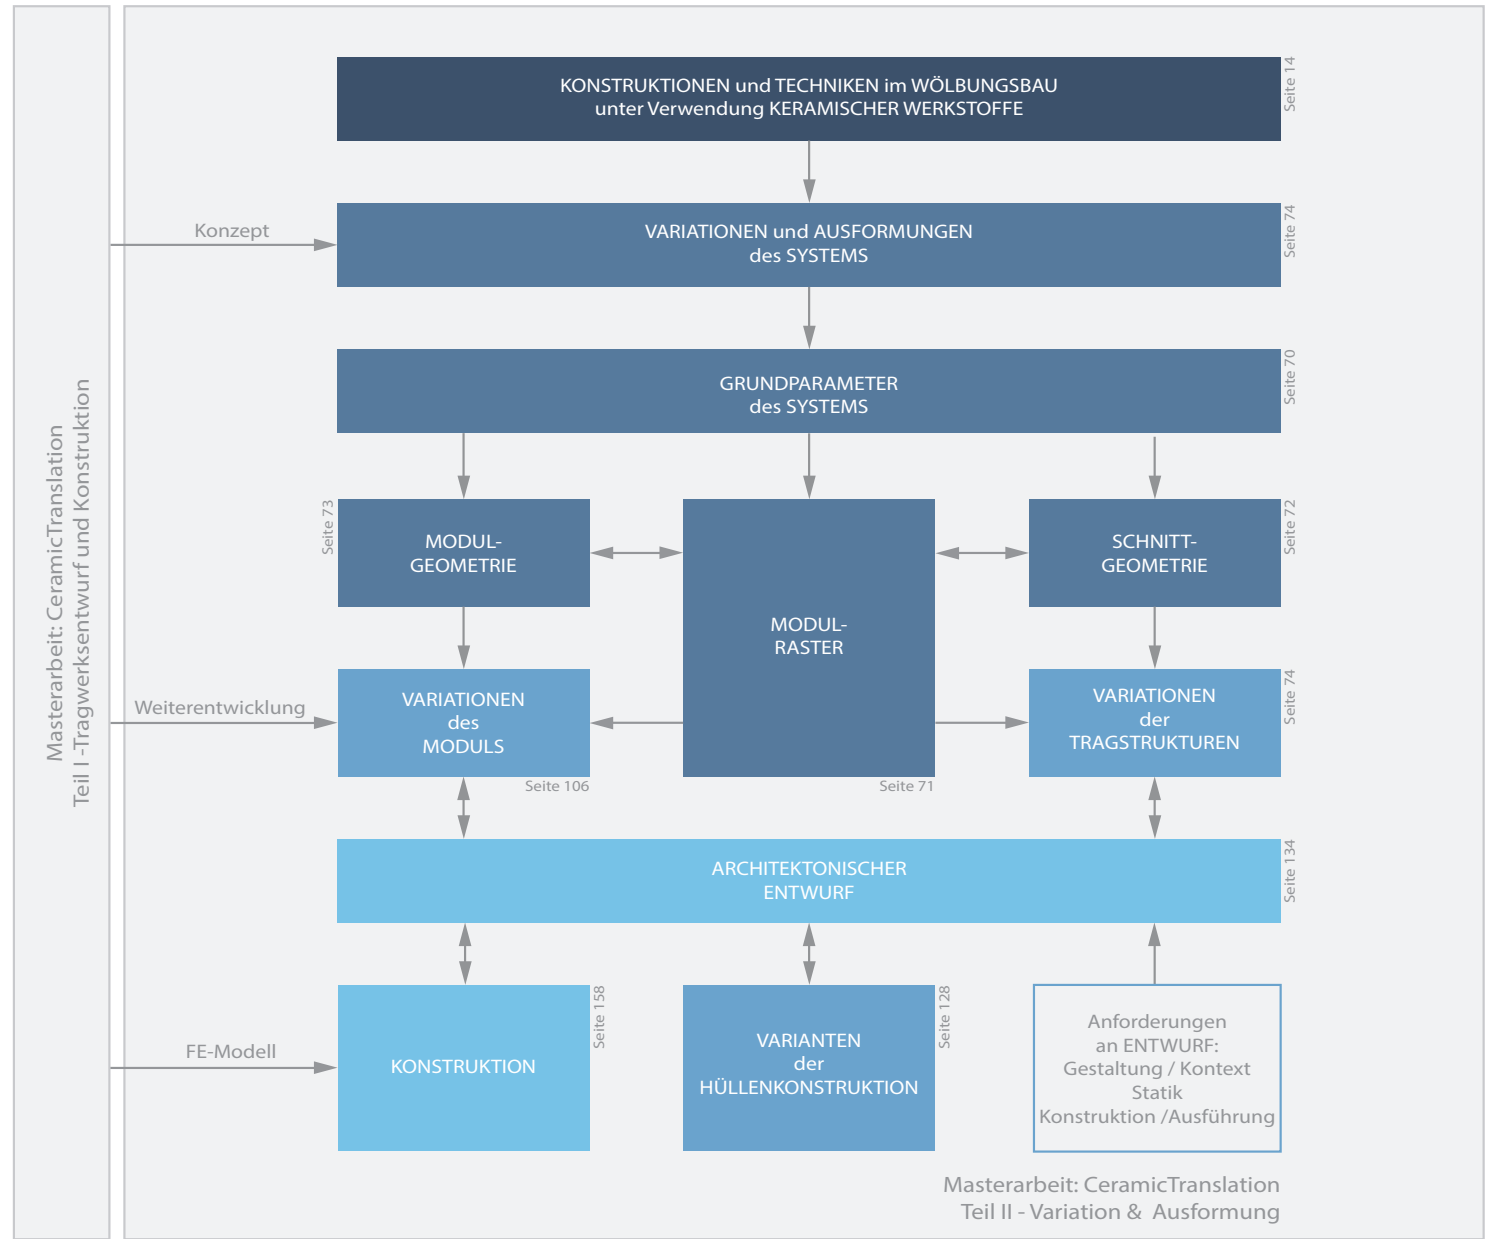 KONSTRUKTIONEN und TECHNIKEN im WÖLBUNGSBAU
unter Verwendung KERAMISCHER WERKSTOFFE
Seite 14
Konzept
VARIATIONEN und AUSFORMUNGEN
des SYSTEMS
Seite 74
GRUNDPARAMETER
des SYSTEMS
Seite 70
Masterarbeit: CeramicTranslation
Teil I -Tragwerksentwurf und Konstruktion
Seite 73
MODUL-
GEOMETRIE
MODUL-
RASTER
Seite 71
SCHNITT-
GEOMETRIE
Seite 72
Weiterentwicklung
VARIATIONEN
des
MODULS
Seite 106
VARIATIONEN
der
TRAGSTRUKTUREN
Seite 74
ARCHITEKTONISCHER
ENTWURF
Seite 134
FE-Modell
KONSTRUKTION
Seite 158
VARIANTEN
der
HÜLLENKONSTRUKTION
Seite 128
Anforderungen
an ENTWURF:
Gestaltung / Kontext
Statik
Konstruktion /Ausführung
Masterarbeit: CeramicTranslation
Teil II - Variation & Ausformung